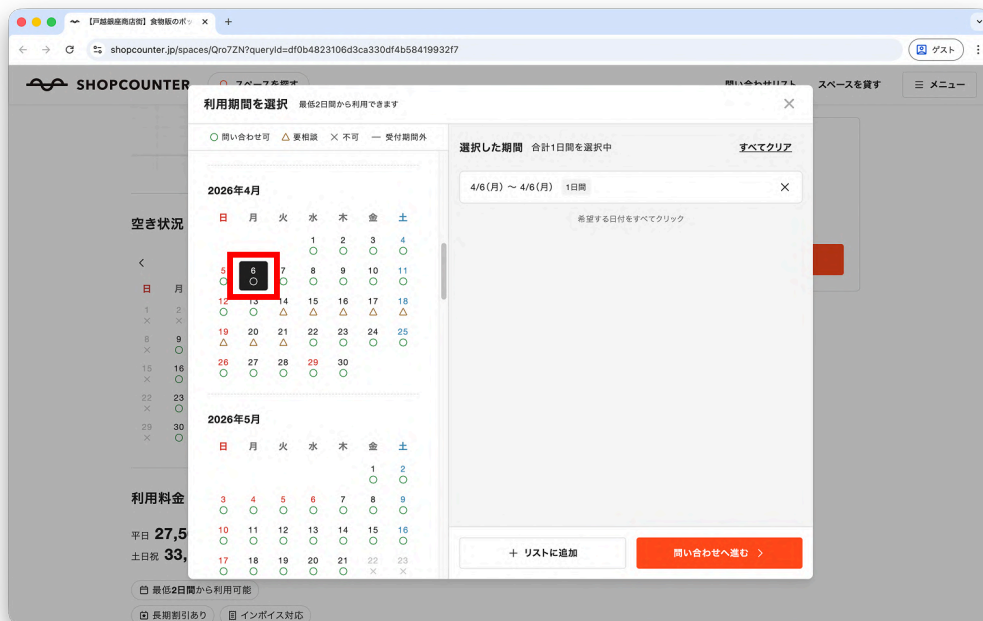 【戸越銀座商店街】食物販のポッ
shopcounter.jp/spaces/Qro7ZN?queryId=df0b4823106d3ca330df4b58419932f7
ゲスト
SHOPCOUNTER
スペースを探す
問い合わせリスト
スペースを貸す
メニュー
利用期間を選択 最低2日間から利用できます
○ 問い合わせ可 △ 要相談 × 不可 — 受付期間外
2026年4月
日 月 火 水 木 金 土
1 2 3 4
○ ○ ○ ○
5 6 7 8 9 10 11
○ ○ ○ ○ ○ ○ ○
12 13 14 15 16 17 18
○ ○ △ △ △ △ △
19 20 21 22 23 24 25
△ △ △ ○ ○ ○ ○
26 27 28 29 30
○ ○ ○ ○ ○
2026年5月
日 月 火 水 木 金 土
1 2
○ ○
3 4 5 6 7 8 9
○ ○ ○ ○ ○ ○ ○
10 11 12 13 14 15 16
○ ○ ○ ○ ○ ○ ○
17 18 19 20 21 22 23
○ ○ ○ ○ ○ × ×
選択した期間 合計1日間を選択中
すべてクリア
4/6(月) ～ 4/6(月) 1日間 ×
希望する日付をすべてクリック
＋ リストに追加
問い合わせへ進む
空き状況
日 月
1 2
× ×
8 9
× ○
15 16
× ○
22 23
× ○
29 30
× ○
利用料金
平日 27,5
土日祝 33,
最低2日間から利用可能
長期割引あり
インボイス対応